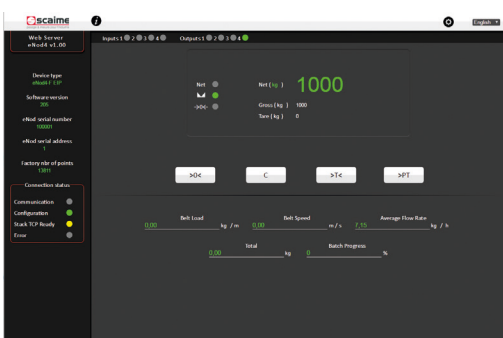 scaime
English
Web Server
eNod4 v1.00
Inputs 1 2 3 4 Outputs 1 2 3 4
Device type
eNod4-F EIP
Software version
205
eNod serial number
100001
eNod serial address
1
Factory nbr of points
13811
Connection status
Communication
Configuration
Stack TCP Ready
Error
Net
>0<
Net ( kg ) 1000
Gross ( kg ) 1000
Tare ( kg ) 0
>0< C >T< >PT
Belt Load Belt Speed Average Flow Rate
0,00 kg / m 0,00 m / s 7,15 kg / h
Total Batch Progress
0,00 kg 0 %